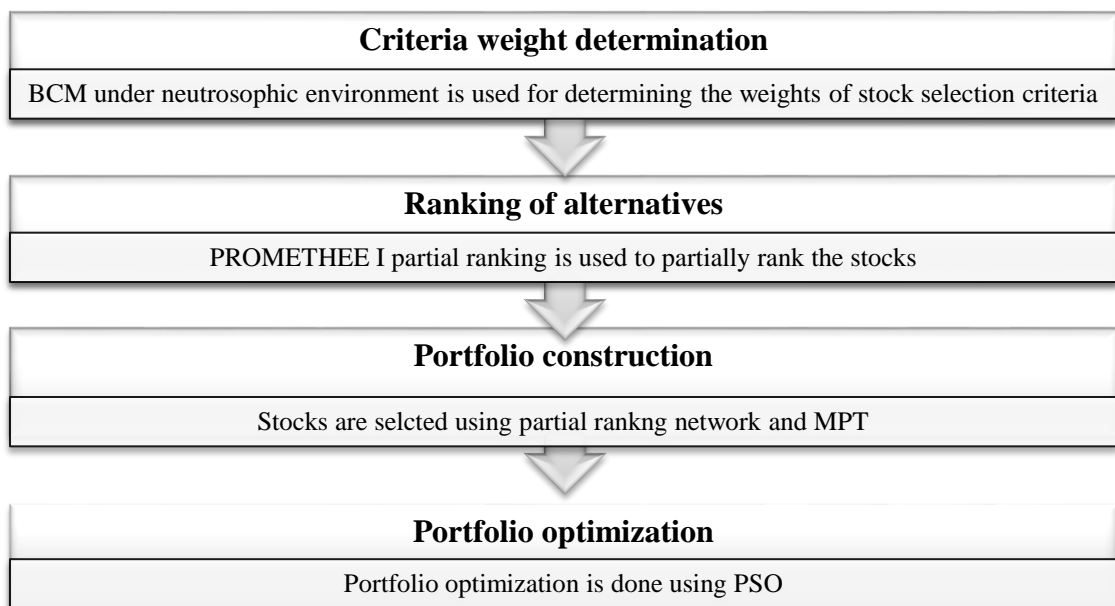 Criteria weight determination
BCM under neutrosophic environment is used for determining the weights of stock selection criteria
Ranking of alternatives
PROMETHEE I partial ranking is used to partially rank the stocks
Portfolio construction
Stocks are selcted using partial rankng network and MPT
Portfolio optimization
Portfolio optimization is done using PSO